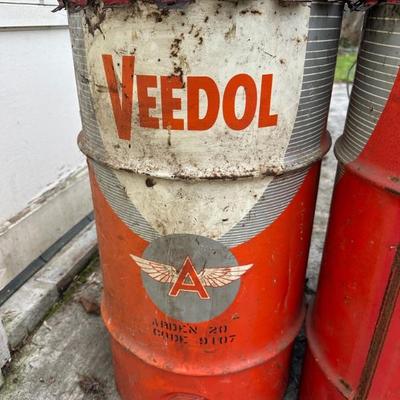 VEEDOL
A
ARDEN 20
CODE 9107